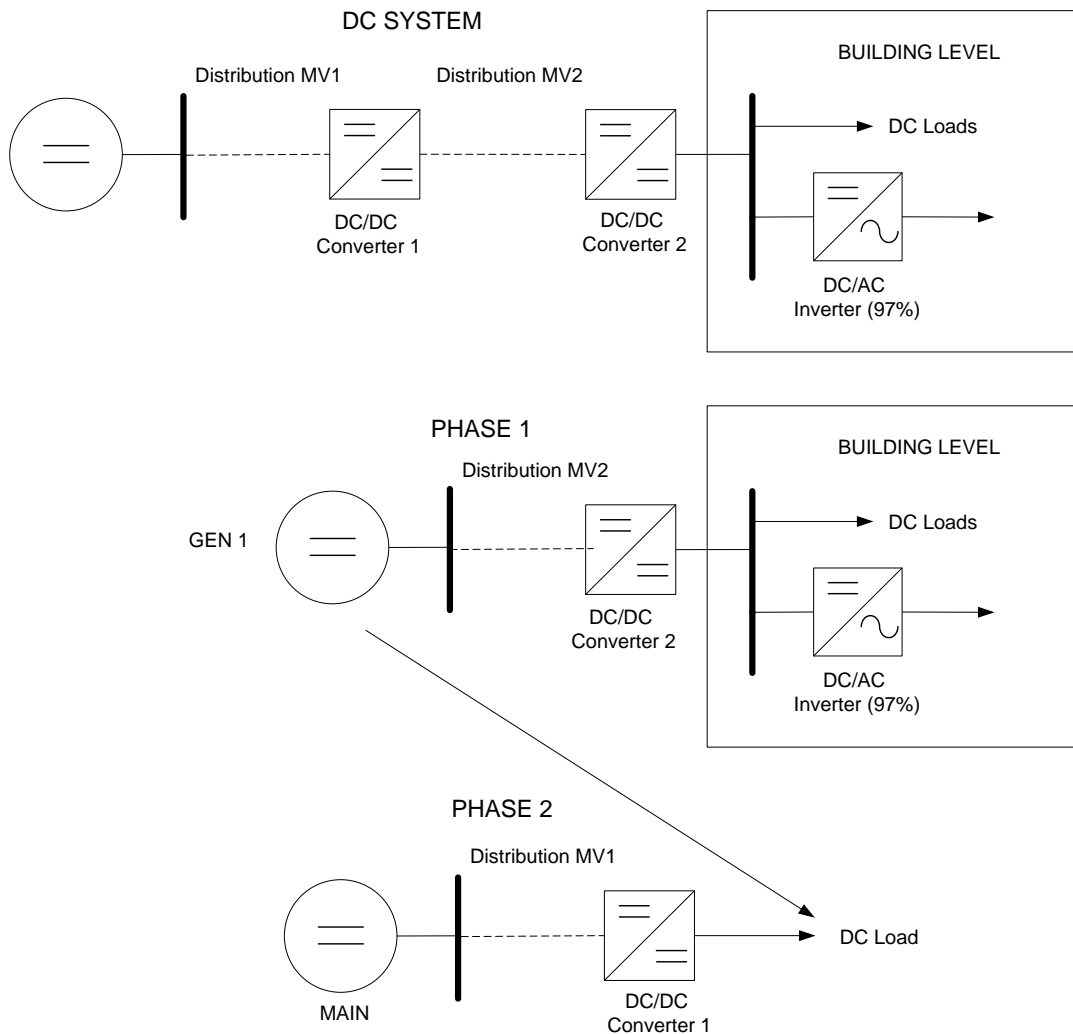 DC SYSTEM
BUILDING LEVEL
Distribution MV1
Distribution MV2
DC Loads
DC/DC
Converter 1
DC/DC
Converter 2
DC/AC
Inverter (97%)
PHASE 1
BUILDING LEVEL
Distribution MV2
DC Loads
GEN 1
DC/DC
Converter 2
DC/AC
Inverter (97%)
PHASE 2
Distribution MV1
DC Load
MAIN
DC/DC
Converter 1